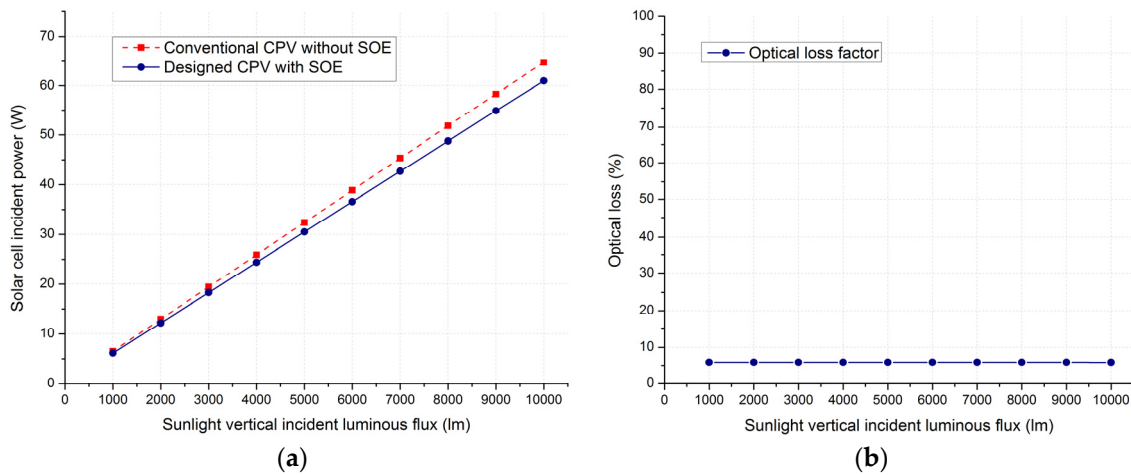 Conventional CPV without SOE
Designed CPV with SOE
Solar cell incident power (W)
70
60
50
40
30
20
10
0
0 1000 2000 3000 4000 5000 6000 7000 8000 9000 10000
Sunlight vertical incident luminous flux (lm)
(a)
Optical loss factor
Optical loss (%)
100
90
80
70
60
50
40
30
20
10
0
0 1000 2000 3000 4000 5000 6000 7000 8000 9000 10000
Sunlight vertical incident luminous flux (lm)
(b)